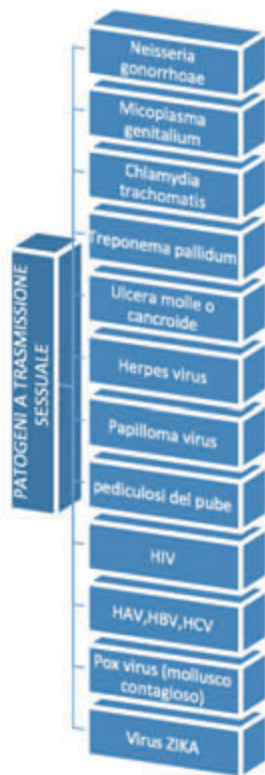 PATOGENI A TRASMISSIONE
SESSUALE
Neisseria
gonorrhoae
Micoplasma
genitalium
Chlamydia
trachomatis
Treponema pallidum
Ulcera molle o
cancroide
Herpes virus
Papilloma virus
pediculosi del pube
HIV
HAV,HBV,HCV
Pox virus (mollusco
contagioso)
Virus ZIKA